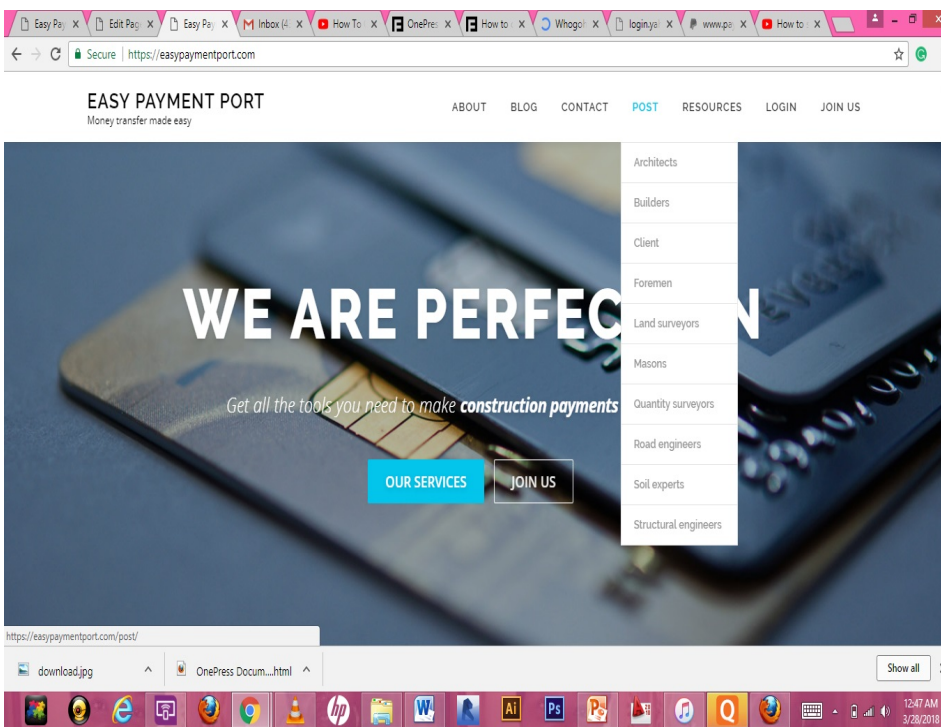 Easy Pay
Edit Pag
Easy Pay
Inbox (4
How To
OnePres
How to
Whogoh
login.yal
www.pa
How to
Secure | https://easypaymentport.com
EASY PAYMENT PORT
Money transfer made easy
ABOUT BLOG CONTACT POST RESOURCES LOGIN JOIN US
Architects
Builders
Client
Foremen
Land surveyors
Masons
Quantity surveyors
Road engineers
Soil experts
Structural engineers
WE ARE PERFEC N
Get all the tools you need to make construction payments
OUR SERVICES
JOIN US
https://easypaymentport.com/post/
download.jpg
OnePress Docum....html
Show all
12:47 AM
3/28/2018